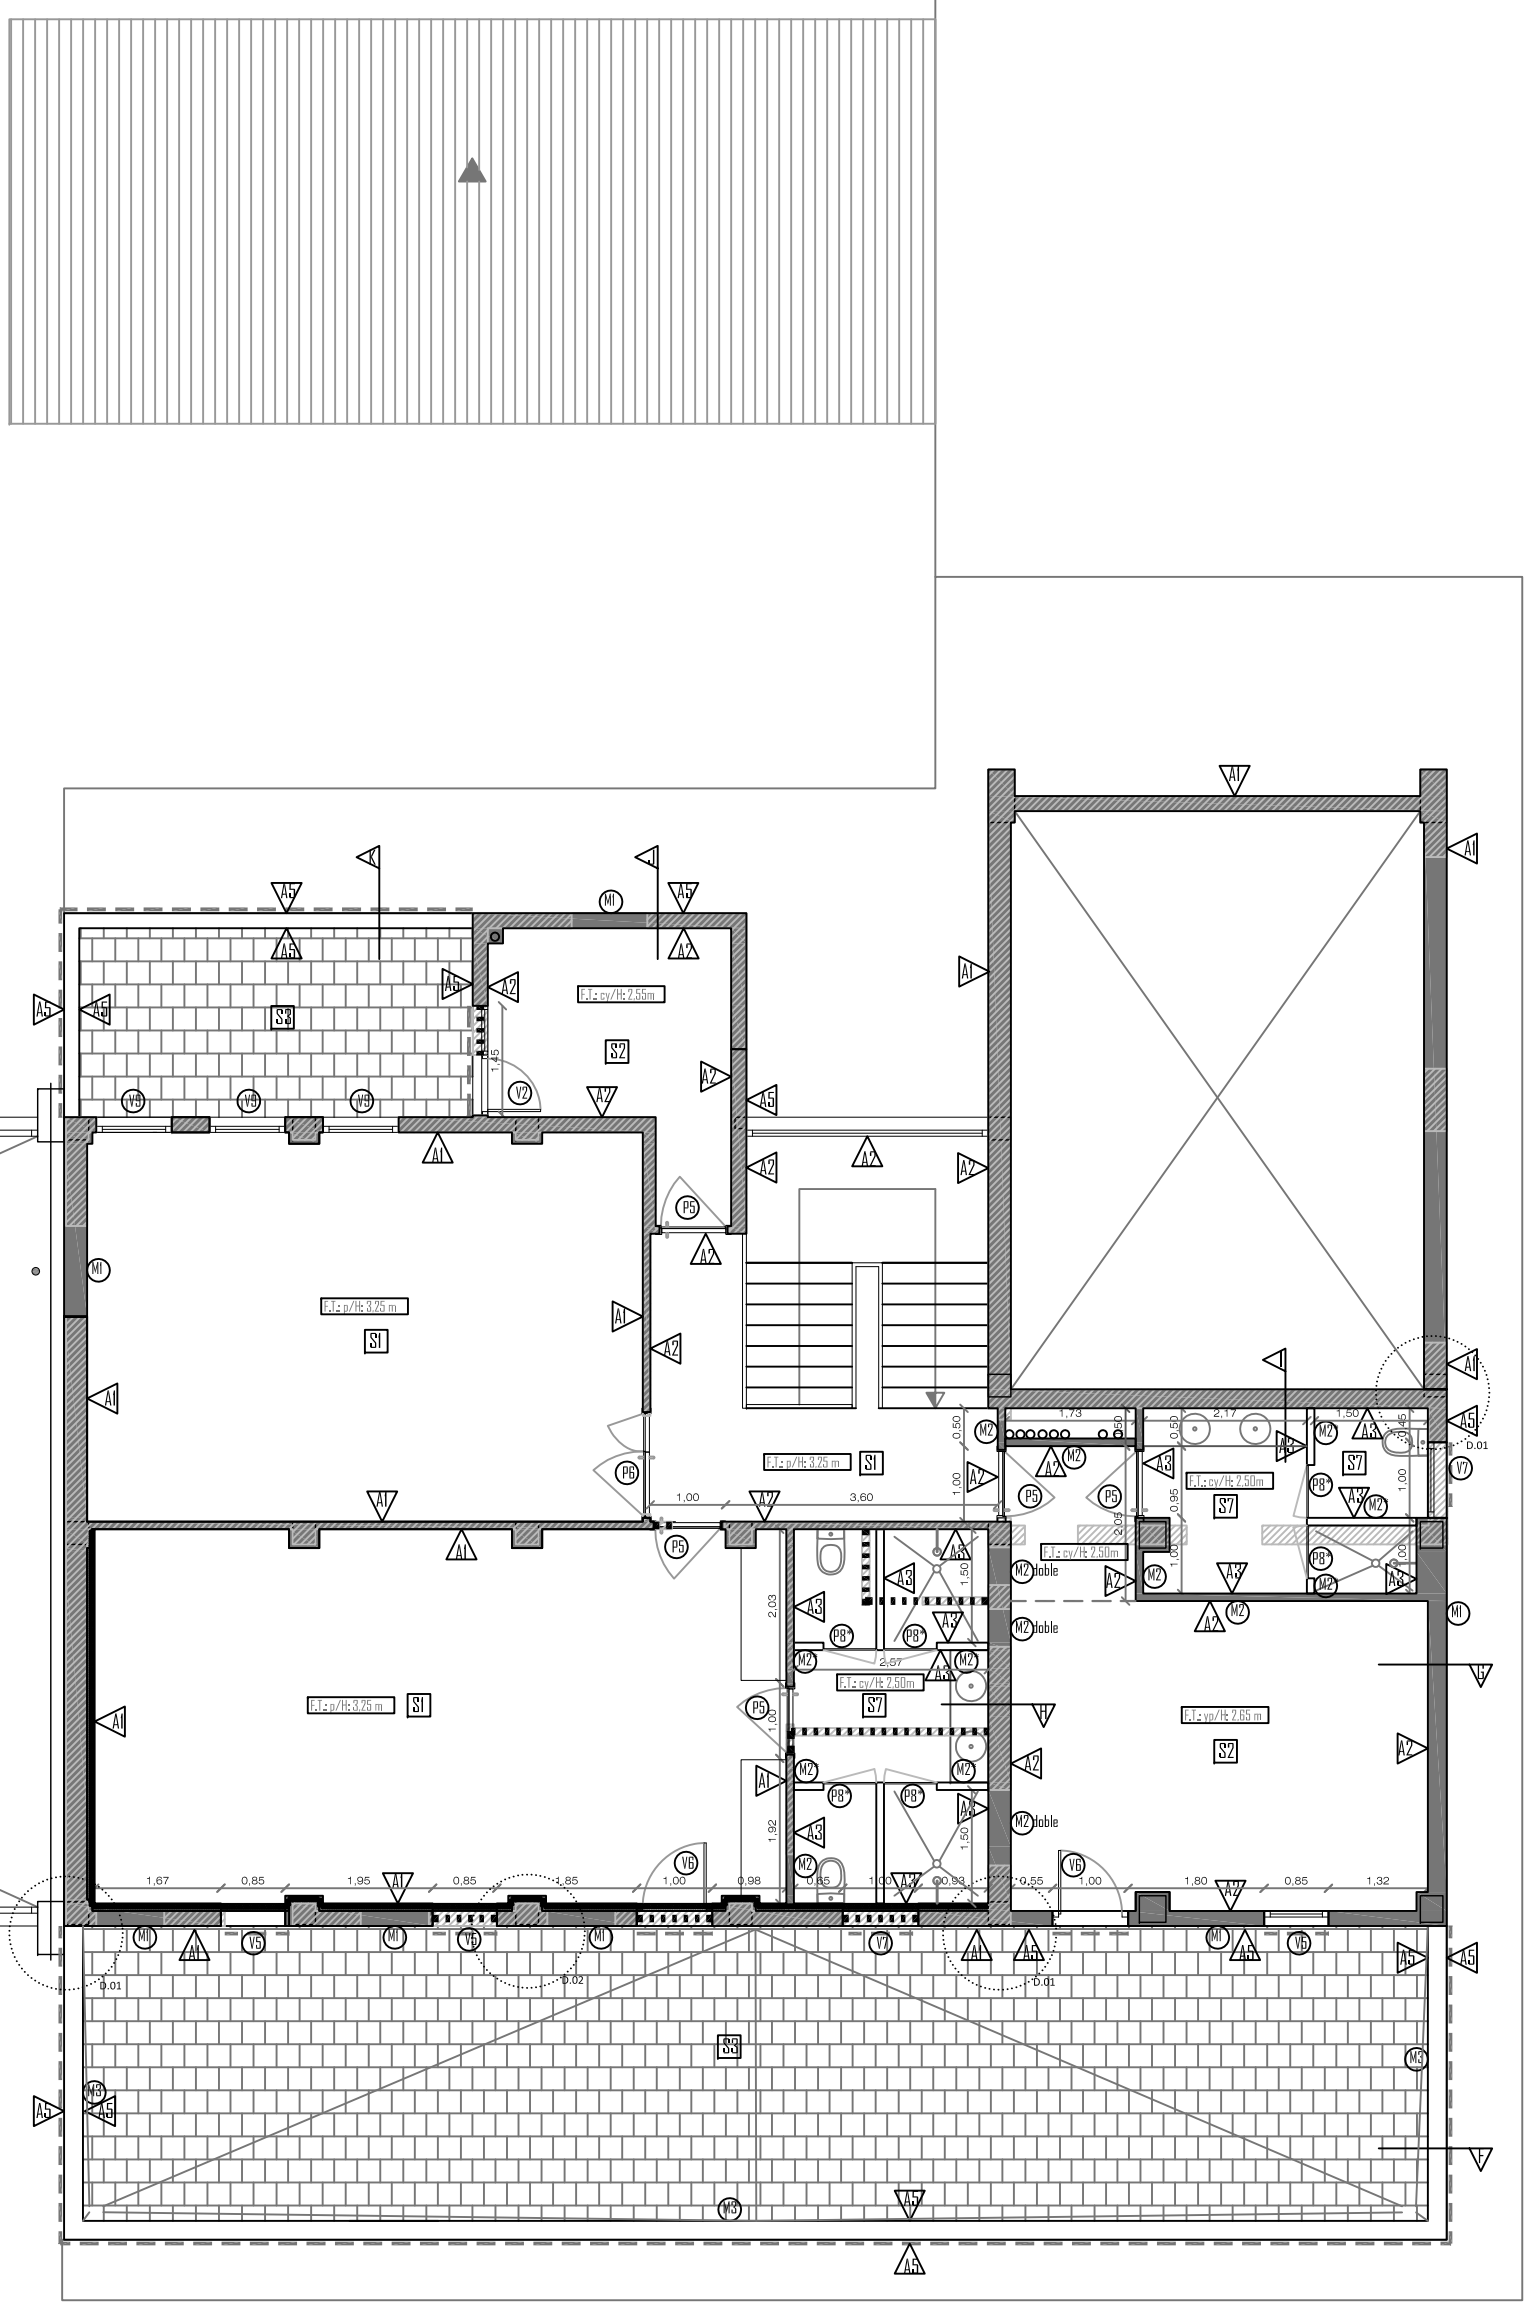 A1
A1
K
J
A5
A5
M1
A5
A2
A1
A5
A2
A5
A5
F.T.: cy/H: 2,55m
S3
S2
1,45
A2
V9
V9
V9
V2
A2
A5
A1
A2
A2
A2
P5
A2
M1
F.T.: p/H: 3,25 m
A1
S1
A2
A1
I
A1
A5
1,73
2,17
1,50
0,45
0,50
M2
0,50
0,50
M2*
A3
D.01
A3
M2
A2
A3
S7
V7
F.T.: p/H: 3,25 m
S1
P6
A2
1,00
F.T.: cy/H: 2,50m
P8*
1,00
P5
P5
0,95
S7
A3
M2*
1,00
3,60
A1
A2
2,05
P5
A1
A3
F.T.: cy/H: 2,50m
1,00
P8*
1,00
M2 doble
A2
M2
A3
M2*
A3
A3
1,50
2,03
A3
A3
A2
M2
M1
M2 doble
P8*
P8*
M2*
2,57
A3
M2*
F.T.: cy/H: 2,50m
G
F.T.: p/H: 3,25 m
S1
P5
1,00
S7
H
F.T.: yp/H: 2,65 m
A1
S2
A2
A2
M2*
M2*
A1
P8*
P8*
A3
M2 doble
1,92
A3
1,50
V6
M2
V6
1,67
0,85
1,95
A1
0,85
1,85
1,00
0,98
0,65
1,00
A3
0,93
0,55
1,00
1,80
A2
0,85
1,32
M1
A1
V5
M1
V5
M1
V7
A1
A5
M1
A5
V5
A5
A5
D.01
D.02
D.01
S3
M3
M3
A5
A5
F
M3
A5
A5